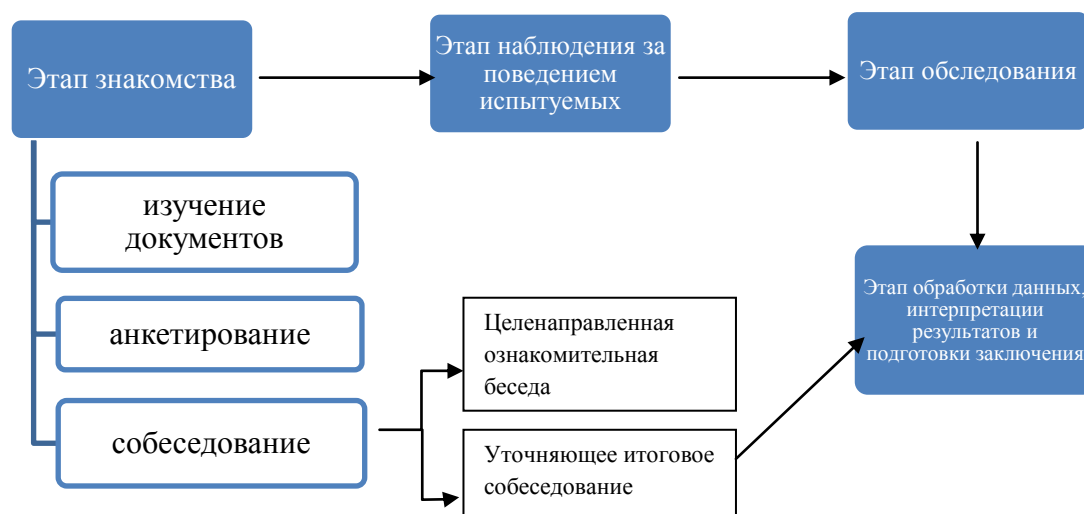 Этап знакомства
Этап наблюдения за
поведением
испытуемых
Этап обследования
изучение
документов
анкетирование
собеседование
Целенаправленная
ознакомительная
беседа
Уточняющее итоговое
собеседование
Этап обработки данных,
интерпретации
результатов и
подготовки заключения